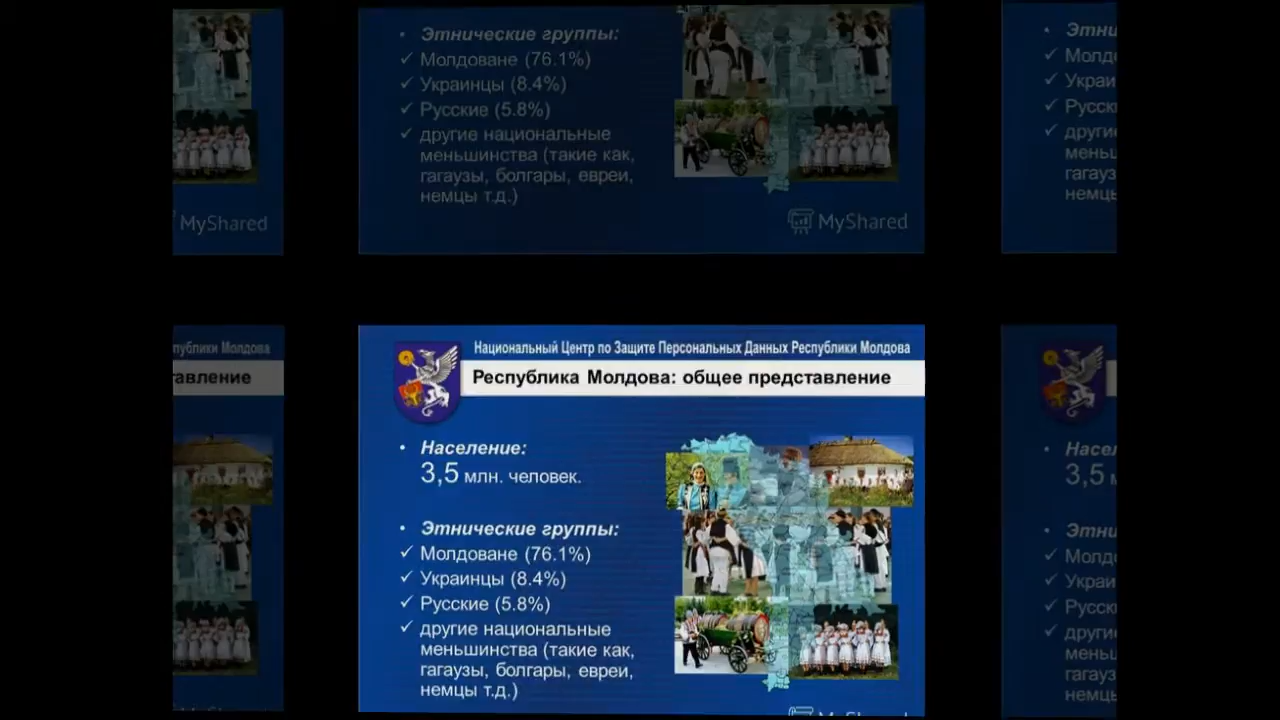 Этнические группы:
Молдоване (76.1%)
Украинцы (8.4%)
Русские (5.8%)
другие национальные
меньшинства (такие как,
гагаузы, болгары, евреи,
немцы т.д.)
MyShared
MyShared
Национальный Центр по Защите Персональных Данных Республики Молдова
Республика Молдова: общее представление
Население:
3,5 млн. человек.
Этнические группы:
Молдоване (76.1%)
Украинцы (8.4%)
Русские (5.8%)
другие национальные
меньшинства (такие как,
гагаузы, болгары, евреи,
немцы т.д.)